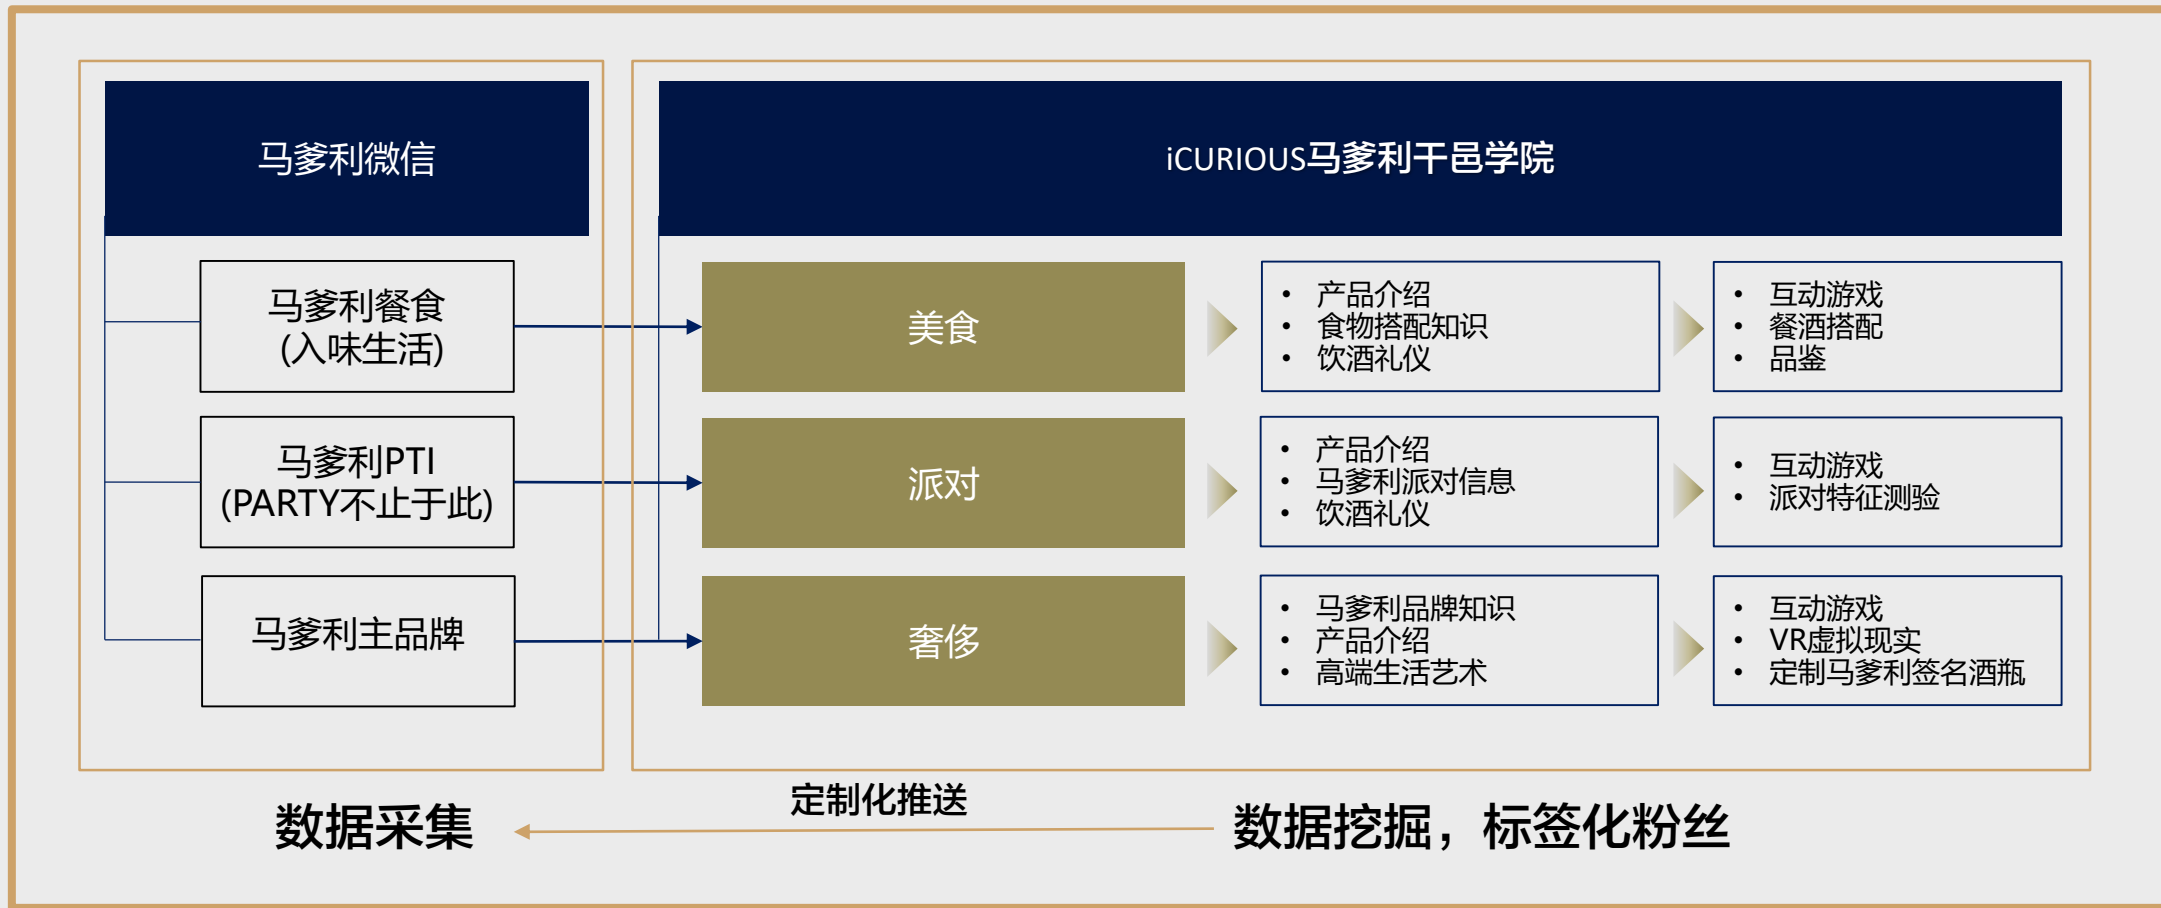 马爹利微信
iCURIOUS马爹利干邑学院
马爹利餐食
(入味生活)
美食
• 产品介绍
• 食物搭配知识
• 饮酒礼仪
• 互动游戏
• 餐酒搭配
• 品鉴
马爹利PTI
(PARTY不止于此)
派对
• 产品介绍
• 马爹利派对信息
• 饮酒礼仪
• 互动游戏
• 派对特征测验
马爹利主品牌
奢侈
• 马爹利品牌知识
• 产品介绍
• 高端生活艺术
• 互动游戏
• VR虚拟现实
• 定制马爹利签名酒瓶
数据采集
定制化推送
数据挖掘，标签化粉丝